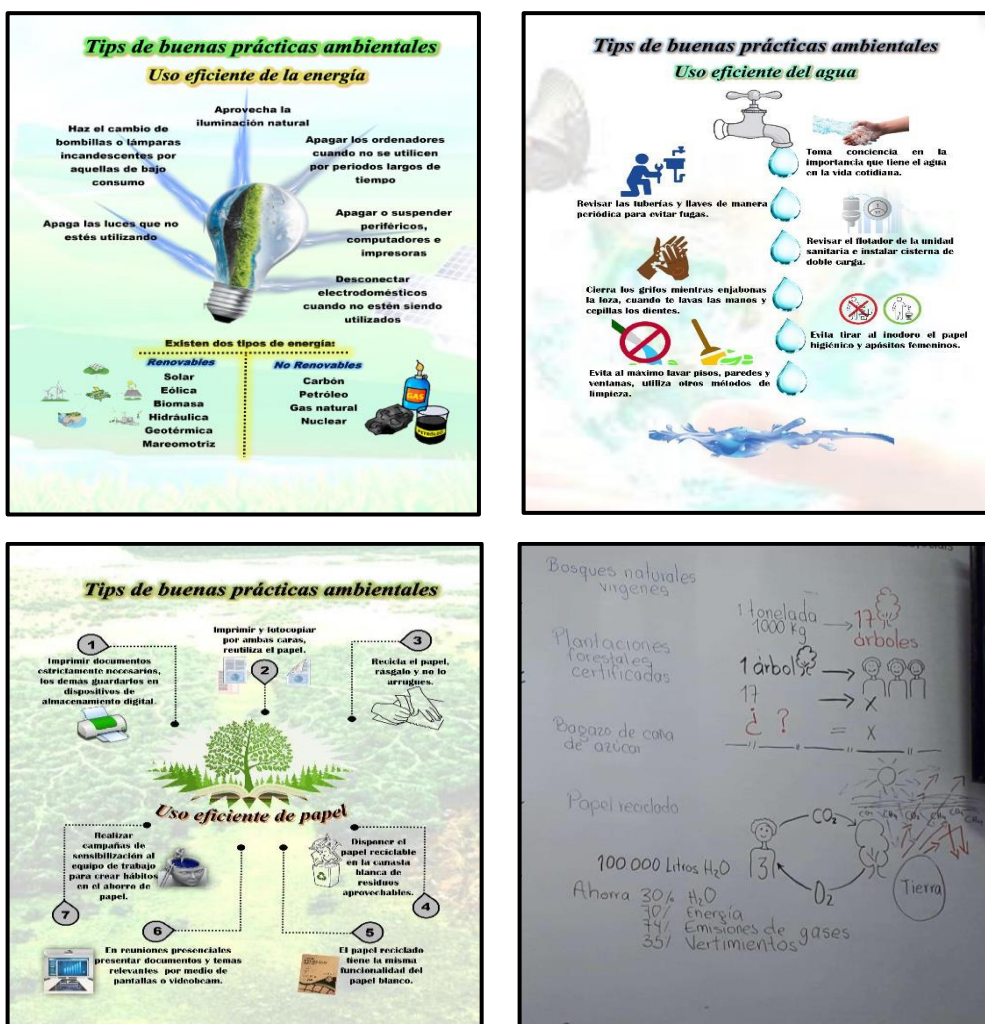 Tips de buenas prácticas ambientales
Uso eficiente de la energía
Aprovecha la
iluminación natural
Haz el cambio de
bombillas o lámparas
incandescentes por
aquellas de bajo
consumo
Apagar los ordenadores
cuando no se utilicen
por periodos largos de
tiempo
Apaga las luces que no
estés utilizando
Apagar o suspender
periféricos,
computadores e
impresoras
Desconectar
electrodomésticos
cuando no estén siendo
utilizados
Existen dos tipos de energía:
Renovables
Solar
Eólica
Biomasa
Hidráulica
Geotérmica
Mareomotriz
No Renovables
Carbón
Petróleo
Gas natural
Nuclear
GAS
PETRÓLEO
Tips de buenas prácticas ambientales
Uso eficiente del agua
Toma conciencia en la
importancia que tiene el agua
en la vida cotidiana.
Revisar las tuberías y llaves de manera
periódica para evitar fugas.
Revisar el flotador de la unidad
sanitaria e instalar cisterna de
doble carga.
Cierra los grifos mientras enjabonas
la loza, cuando te lavas las manos y
cepillas los dientes.
Evita tirar al inodoro el papel
higiénico y apósitos femeninos.
Evita al máximo lavar pisos, paredes y
ventanas, utiliza otros métodos de
limpieza.
Tips de buenas prácticas ambientales
1
Imprimir documentos
estrictamente necesarios,
los demás guardarlos en
dispositivos de
almacenamiento digital.
Imprimir y fotocopiar
por ambas caras,
reutiliza el papel.
2
3
Recicla el papel,
rasgalo y no lo
arrugues.
Uso eficiente de papel
Realizar
campañas de
sensibilización al
equipo de trabajo
para crear hábitos
en el ahorro de
papel.
7
Disponer el
papel reciclable
en la canasta
blanca de
residuos
aprovechables.
4
6
En reuniones presenciales
presentar documentos y temas
relevantes por medio de
pantallas o videobeam.
5
El papel reciclado
tiene la misma
funcionalidad del
papel blanco.
Bosques naturales
vírgenes
1 tonelada
1000 kg → 17
árboles
Plantaciones
forestales
certificadas
1 árbol →
17 → X
¿ ? = X
Bagazo de caña
de azúcar
Papel reciclado
CO₂
3
O₂
CO₂ CH₄ CO₂ CH₄ CO₂
Tierra
100.000 Litros H₂O
Ahorra 30% H₂O
70% Energía
74% Emisiones de gases
35% Vertimientos